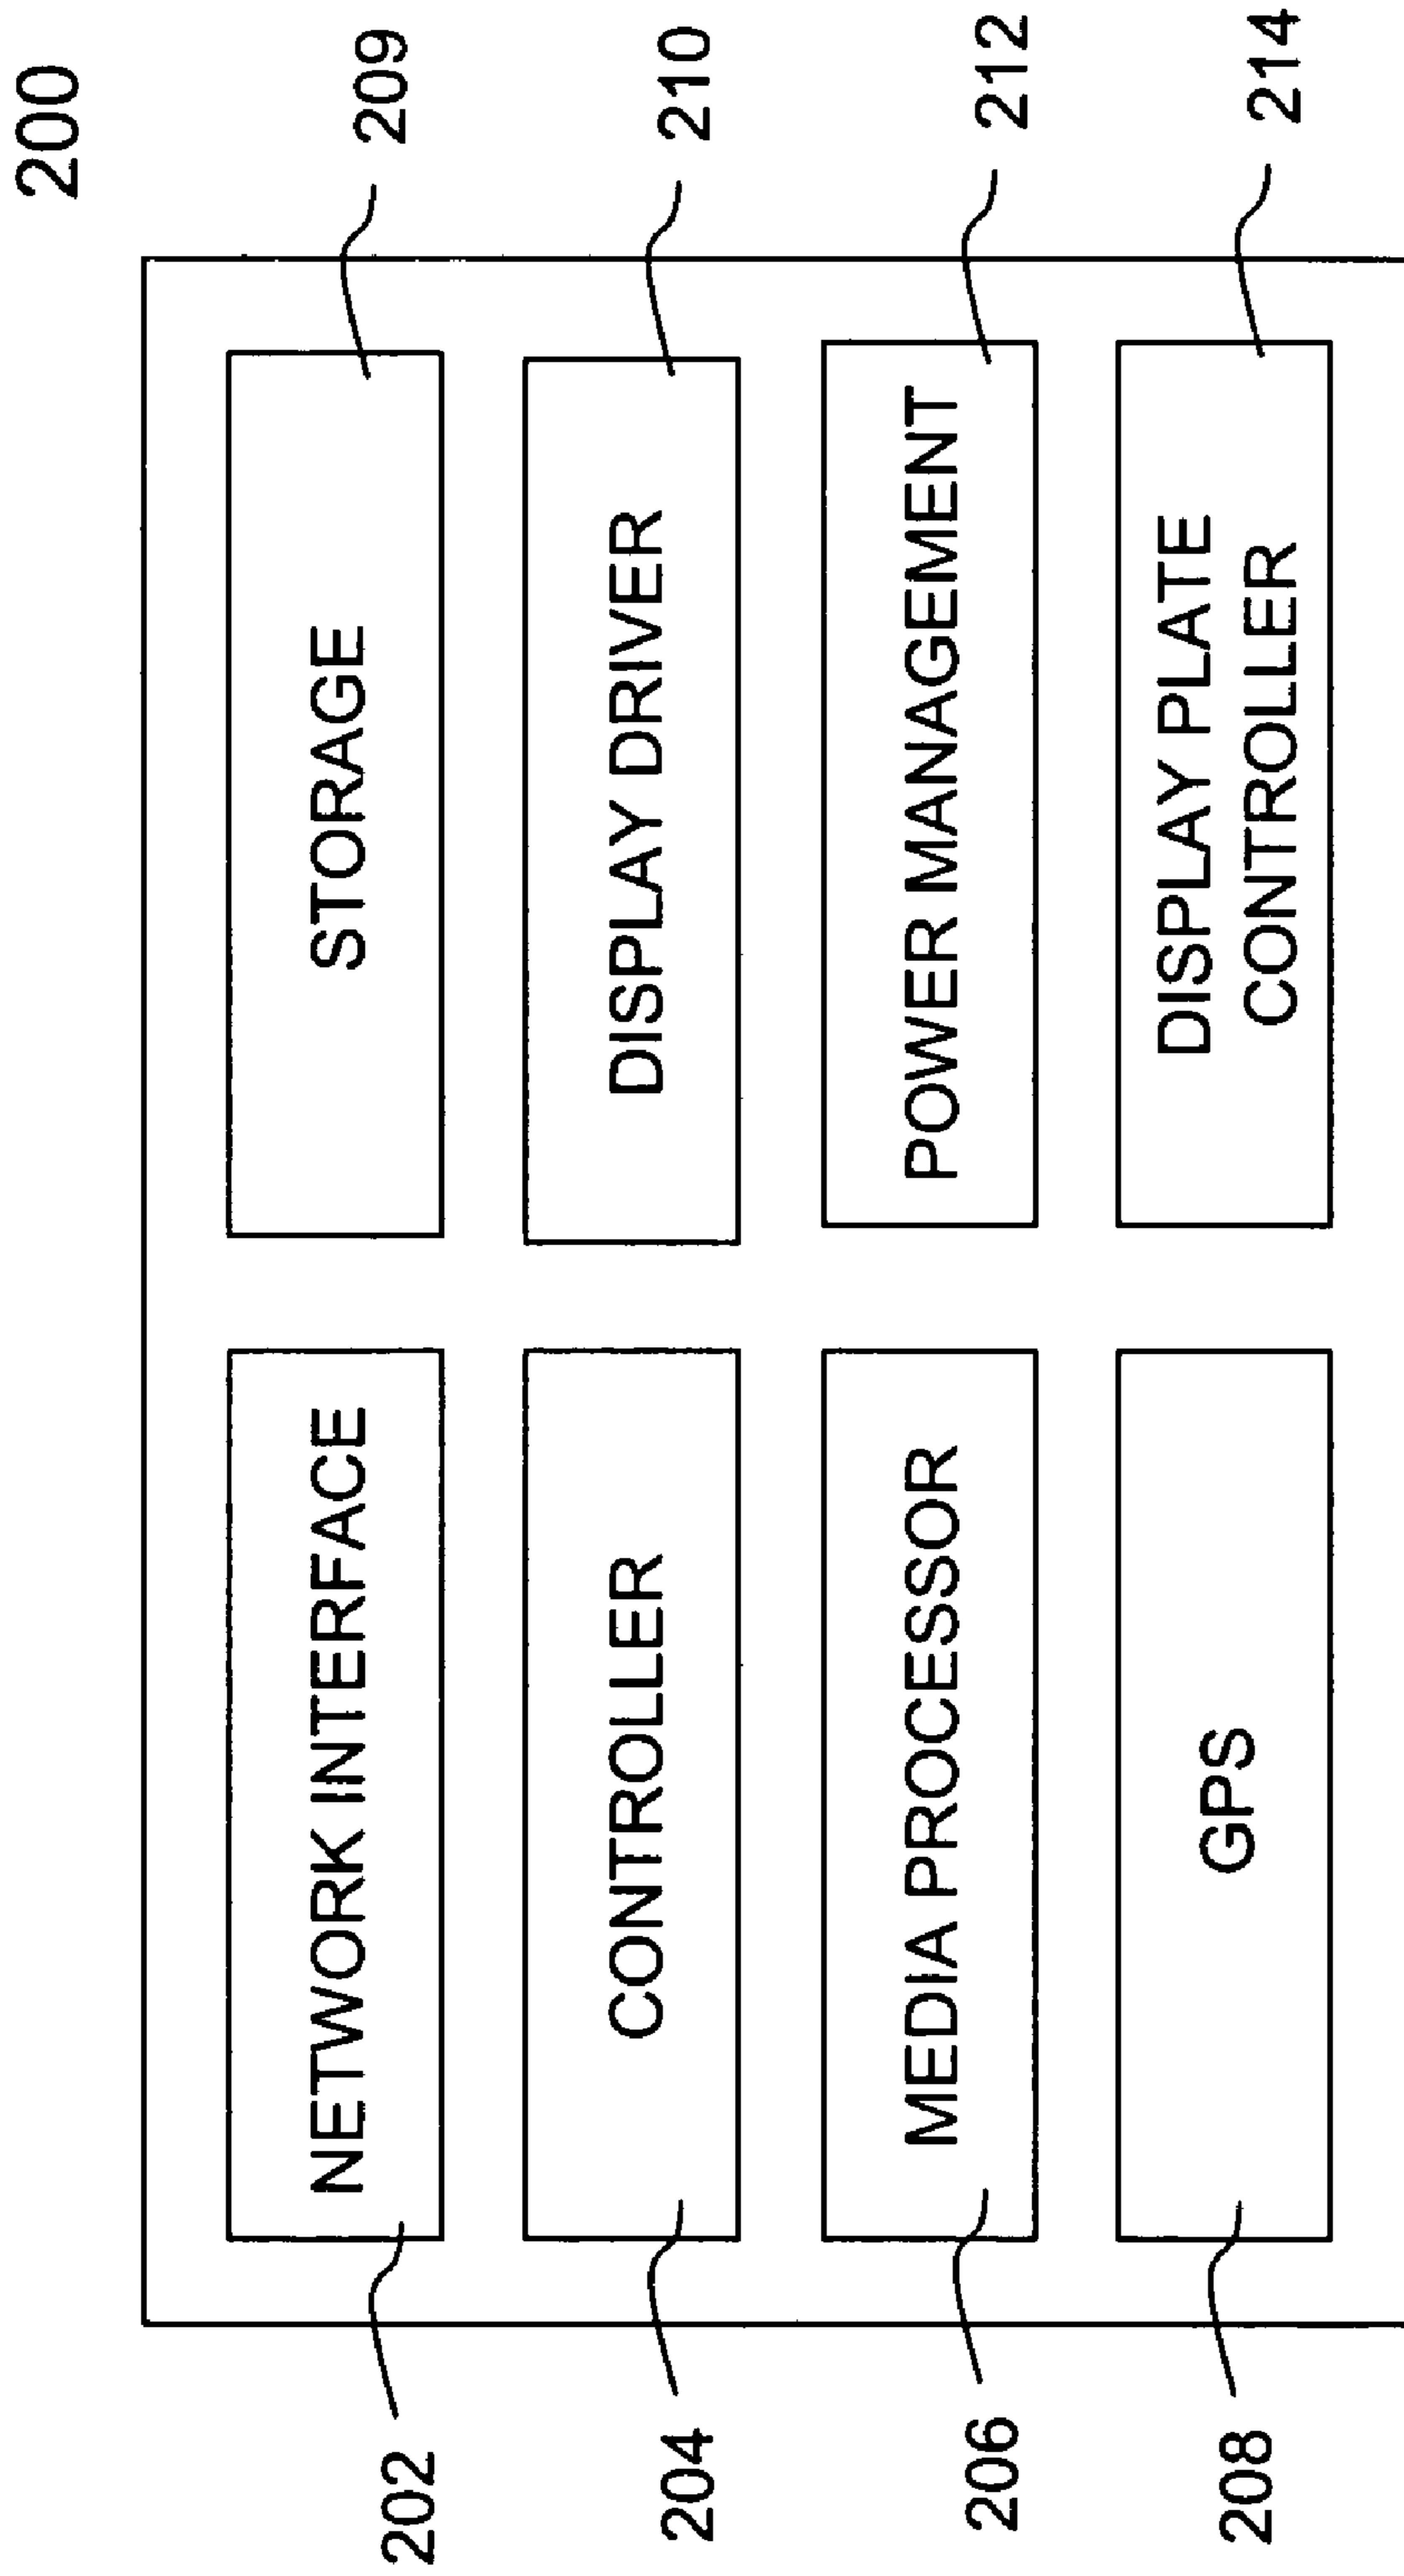 200
202
NETWORK INTERFACE
STORAGE
209
204
CONTROLLER
DISPLAY DRIVER
210
206
MEDIA PROCESSOR
POWER MANAGEMENT
212
208
GPS
DISPLAY PLATE
CONTROLLER
214